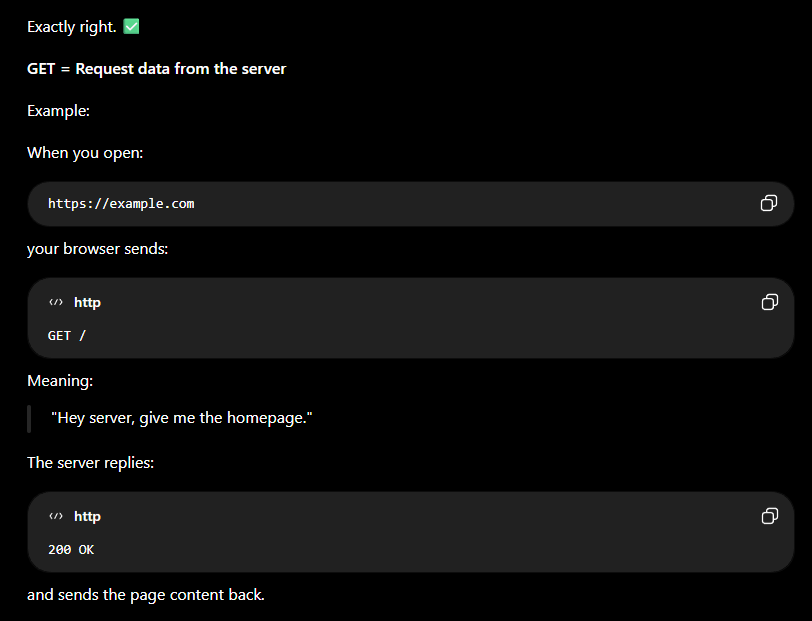 Exactly right. ✅
GET = Request data from the server
Example:
When you open:
https://example.com
your browser sends:
http
GET /
Meaning:
"Hey server, give me the homepage."
The server replies:
http
200 OK
and sends the page content back.